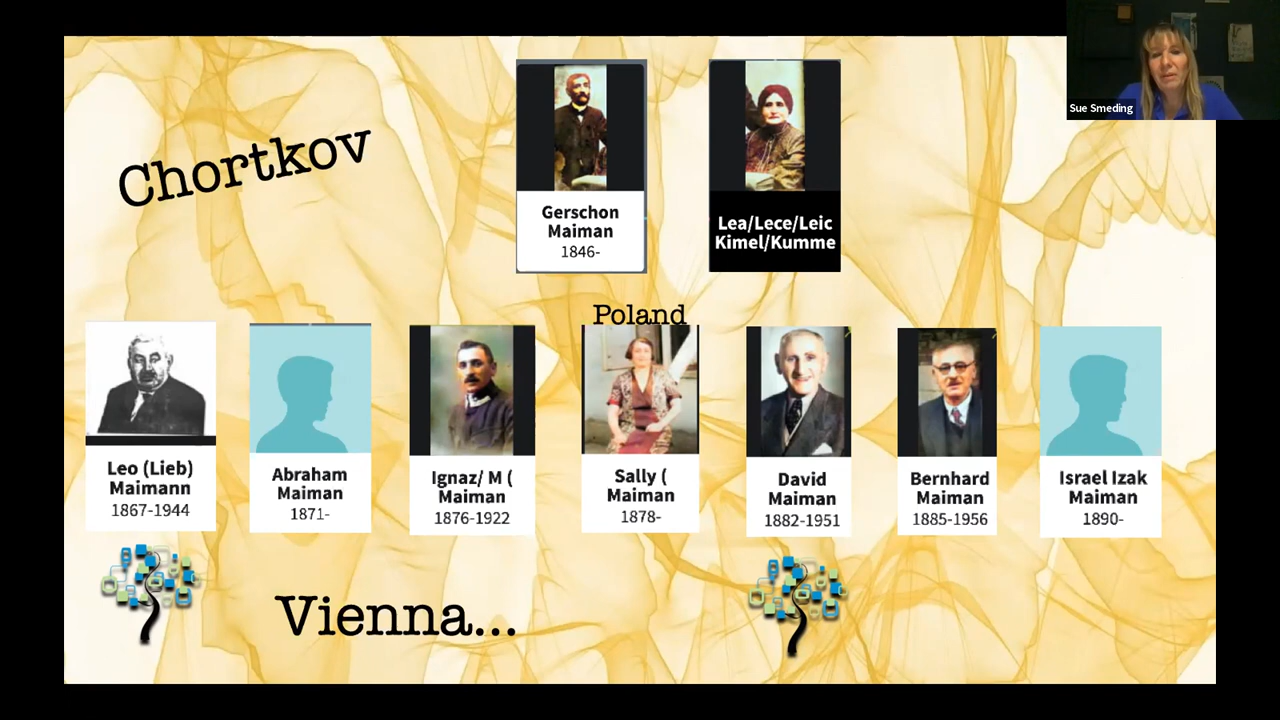 Sue Smeding
Chortkov
Gerschon
Maiman
1846-
Lea/Lece/Leic
Kimel/Kumme
Poland
Leo (Lieb)
Maimann
1867-1944
Abraham
Maiman
1871-
Ignaz/ M (
Maiman
1876-1922
Sally (
Maiman
1878-
David
Maiman
1882-1951
Bernhard
Maiman
1885-1956
Israel Izak
Maiman
1890-
Vienna...